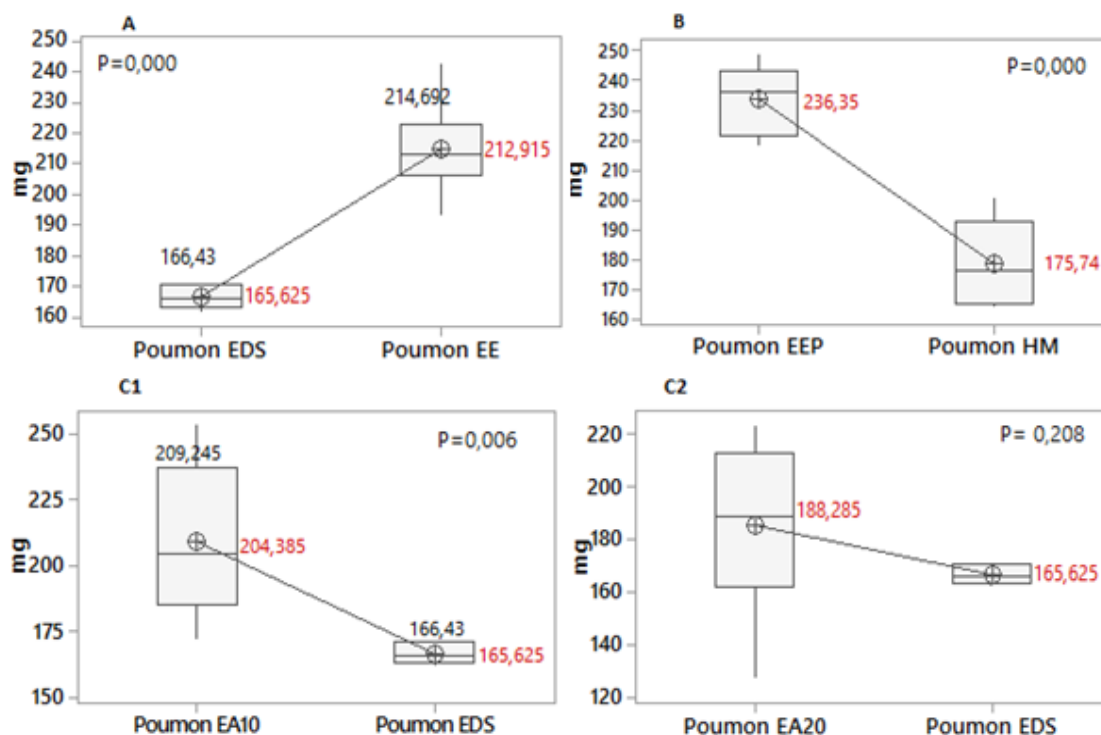 A
P=0,000
mg
250
240
230
220
210
200
190
180
170
160
166,43
165,625
214,692
212,915
Poumon EDS
Poumon EE
B
P=0,000
mg
250
240
230
220
210
200
190
180
170
160
236,35
175,74
Poumon EEP
Poumon HM
C1
P=0,006
mg
250
225
200
175
150
209,245
204,385
166,43
165,625
Poumon EA10
Poumon EDS
C2
P= 0,208
mg
220
200
180
160
140
120
188,285
165,625
Poumon EA20
Poumon EDS